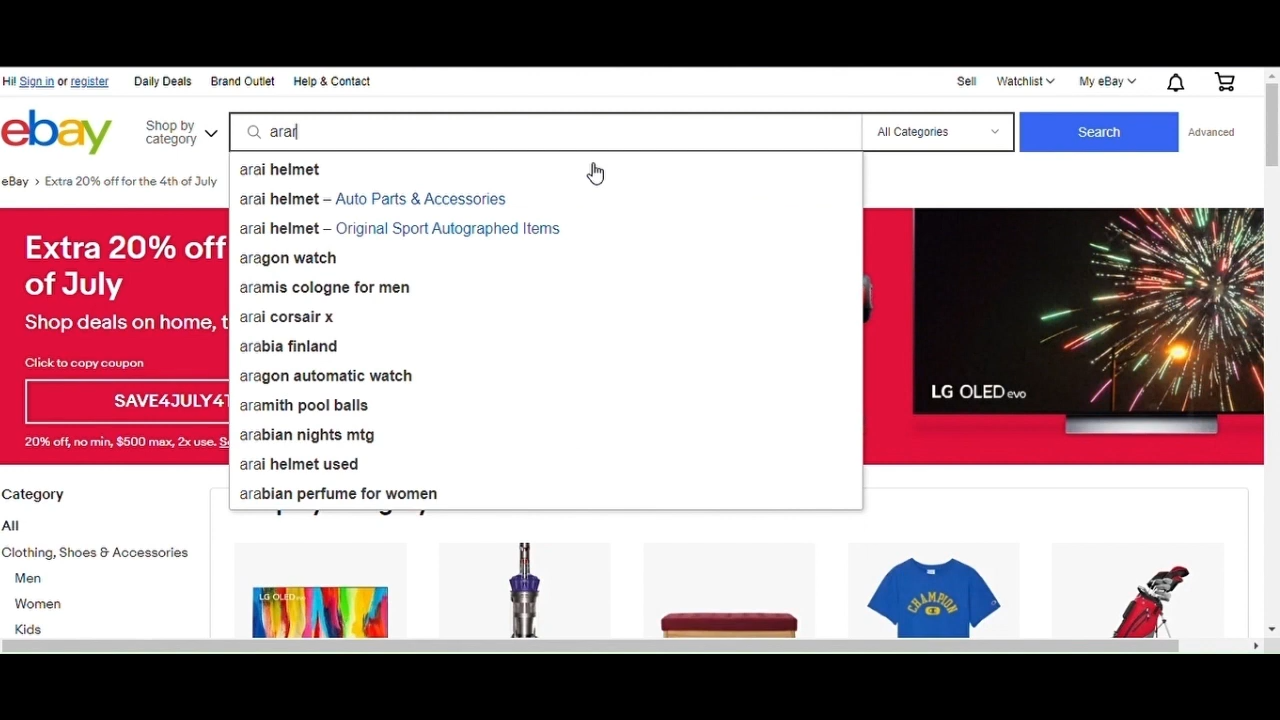 Hi! Sign in or register Daily Deals Brand Outlet Help & Contact Sell Watchlist My eBay
ebay Shop by category arar All Categories Search Advanced
eBay > Extra 20% off for the 4th of July
arai helmet
arai helmet – Auto Parts & Accessories
arai helmet – Original Sport Autographed Items
aragon watch
aramis cologne for men
arai corsair x
arabia finland
aragon automatic watch
aramith pool balls
arabian nights mtg
arai helmet used
arabian perfume for women
Extra 20% off
of July
Shop deals on home, t
Click to copy coupon
SAVE4JULY4T
20% off, no min, $500 max, 2x use. S
LG OLED evo
Category
All
Clothing, Shoes & Accessories
Men
Women
Kids
LG OLED
CHAMPION